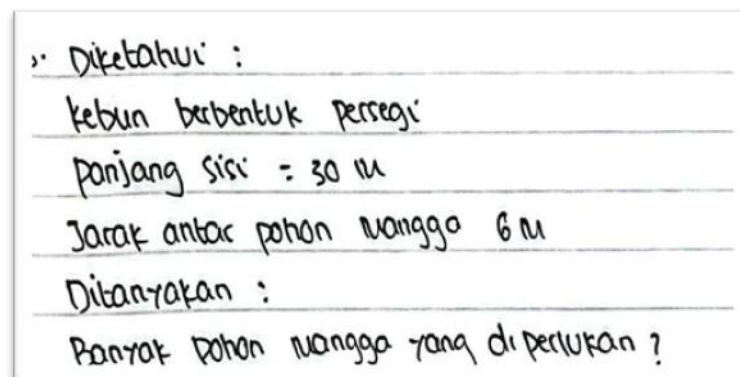 Diketahui :
kebun berbentuk persegi
panjang sisi = 30 m
Jarak antar pohon mangga 6 m
Ditanyakan :
Banyak pohon mangga yang diperlukan ?